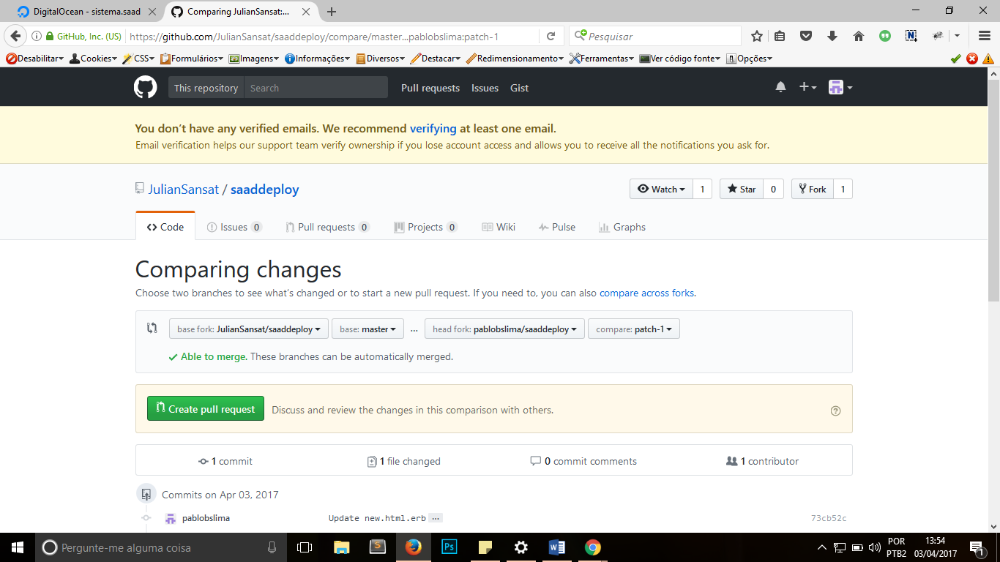 DigitalOcean - sistema.saad
Comparing JulianSansat:...
GitHub, Inc. (US) https://github.com/JulianSansat/saaddeploy/compare/master...pablobslima:patch-1 Pesquisar
Desabilitar Cookies CSS Formulários Imagens Informações Diversos Destacar Redimensionamento Ferramentas Ver código fonte Opções
This repository Search Pull requests Issues Gist
You don't have any verified emails. We recommend verifying at least one email.
Email verification helps our support team verify ownership if you lose account access and allows you to receive all the notifications you ask for.
JulianSansat / saaddeploy Watch 1 Star 0 Fork 1
Code Issues 0 Pull requests 0 Projects 0 Wiki Pulse Graphs
Comparing changes
Choose two branches to see what's changed or to start a new pull request. If you need to, you can also compare across forks.
base fork: JulianSansat/saaddeploy base: master ... head fork: pablobslima/saaddeploy compare: patch-1
Able to merge. These branches can be automatically merged.
Create pull request Discuss and review the changes in this comparison with others.
1 commit 1 file changed 0 commit comments 1 contributor
Commits on Apr 03, 2017
pablobslima Update new.html.erb ... 73cb52c
Pergunte-me alguma coisa
POR
PTB2
13:54
03/04/2017
1